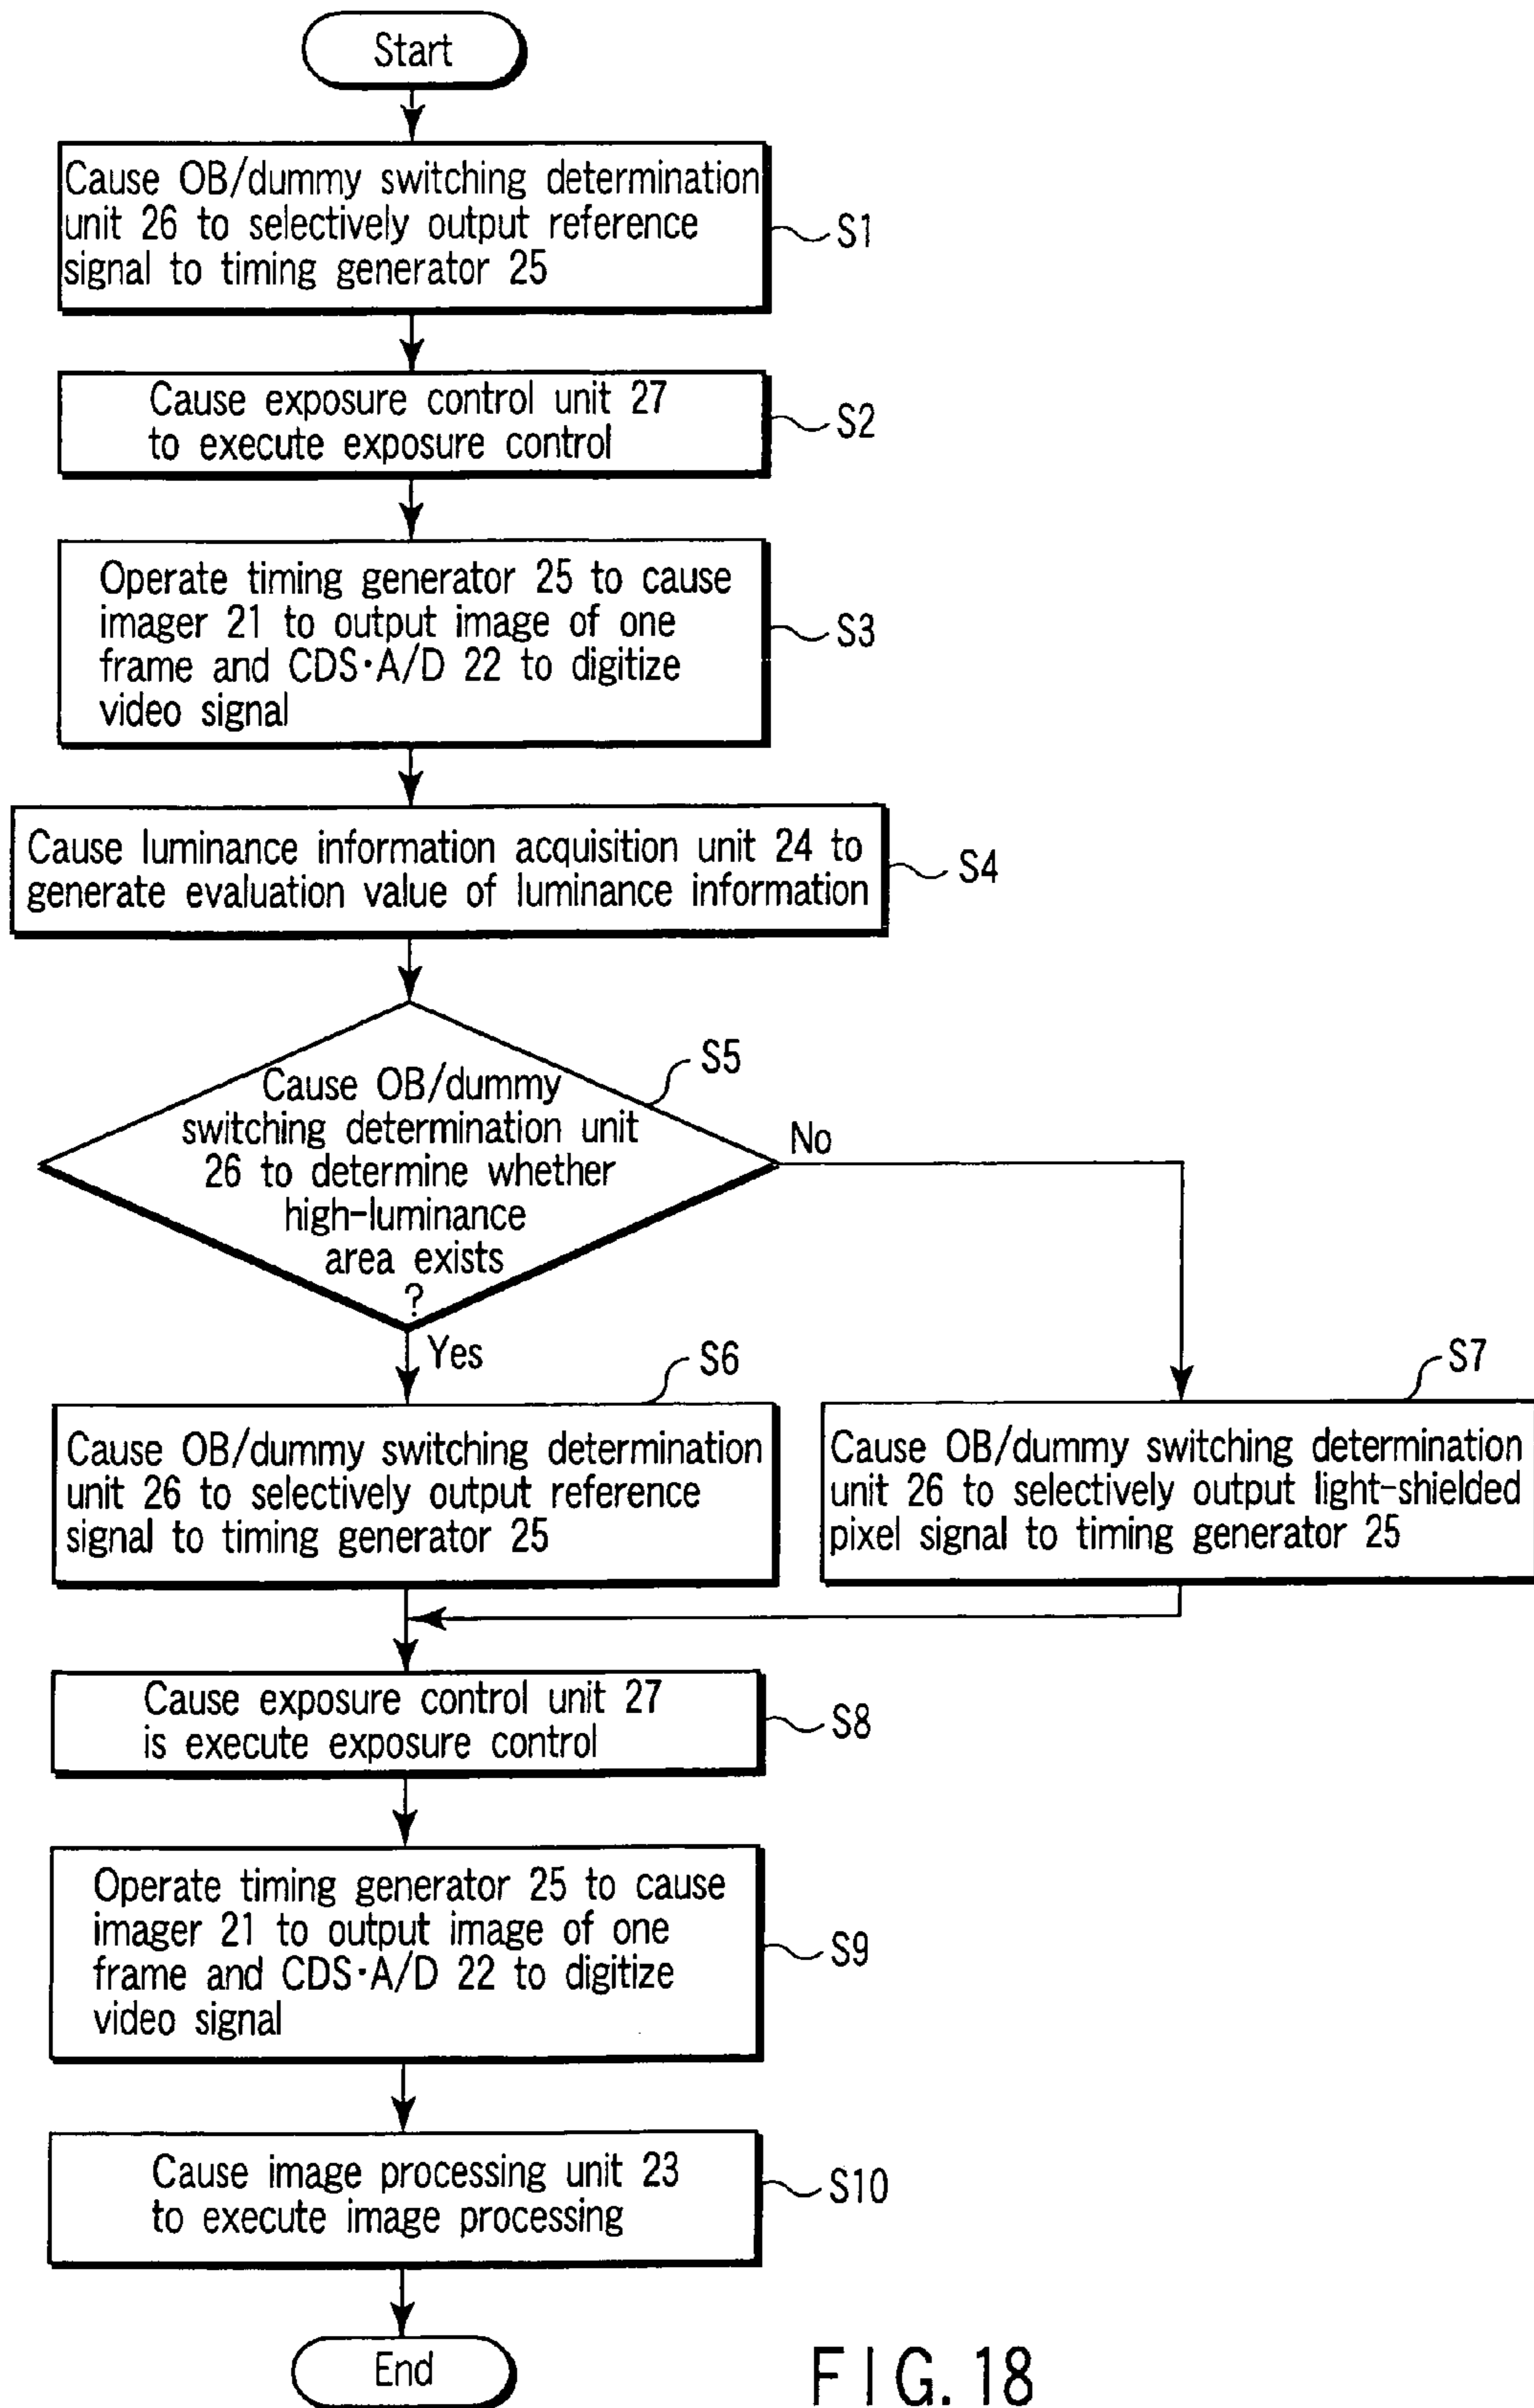 Start
Cause OB/dummy switching determination
unit 26 to selectively output reference
signal to timing generator 25
S1
Cause exposure control unit 27
to execute exposure control
S2
Operate timing generator 25 to cause
imager 21 to output image of one
frame and CDS·A/D 22 to digitize
video signal
S3
Cause luminance information acquisition unit 24 to
generate evaluation value of luminance information
S4
Cause OB/dummy
switching determination unit
26 to determine whether
high-luminance
area exists
?
S5
No
Yes
S6
Cause OB/dummy switching determination
unit 26 to selectively output reference
signal to timing generator 25
S7
Cause OB/dummy switching determination
unit 26 to selectively output light-shielded
pixel signal to timing generator 25
Cause exposure control unit 27
is execute exposure control
S8
Operate timing generator 25 to cause
imager 21 to output image of one
frame and CDS·A/D 22 to digitize
video signal
S9
Cause image processing unit 23
to execute image processing
S10
End
FIG. 18